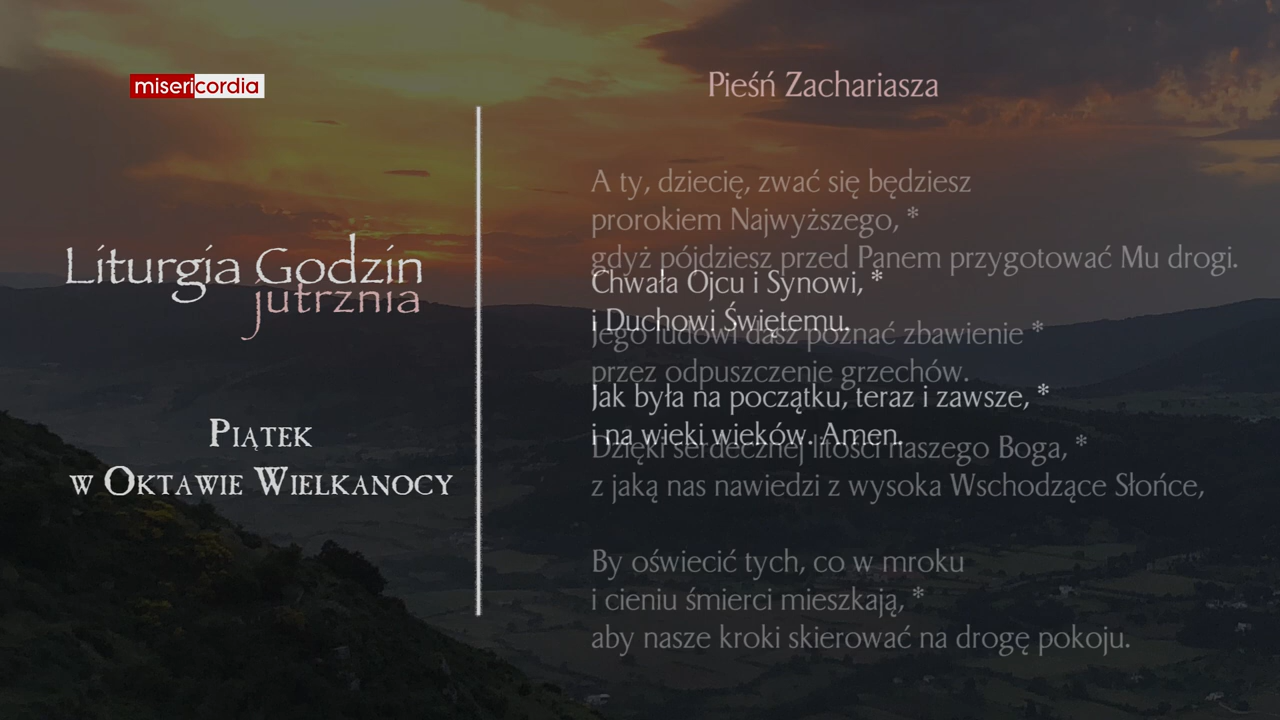 misericordia
Liturgia Godzin
jutrznia
Piątek
w Oktawie Wielkanocy
Pieśń Zachariasza
A ty, dziecię, zwać się będziesz
prorokiem Najwyższego, *
gdyż pójdziesz przed Panem przygotować Mu drogi.
Chwała Ojcu i Synowi, *
i Duchowi Świętemu.
Jego ludowi dasz poznać zbawienie *
przez odpuszczenie grzechów.
Jak była na początku, teraz i zawsze, *
i na wieki wieków. Amen.
Dzięki serdecznej litości naszego Boga, *
z jaką nas nawiedzi z wysoka Wschodzące Słońce,
By oświecić tych, co w mroku
i cieniu śmierci mieszkają, *
aby nasze kroki skierować na drogę pokoju.